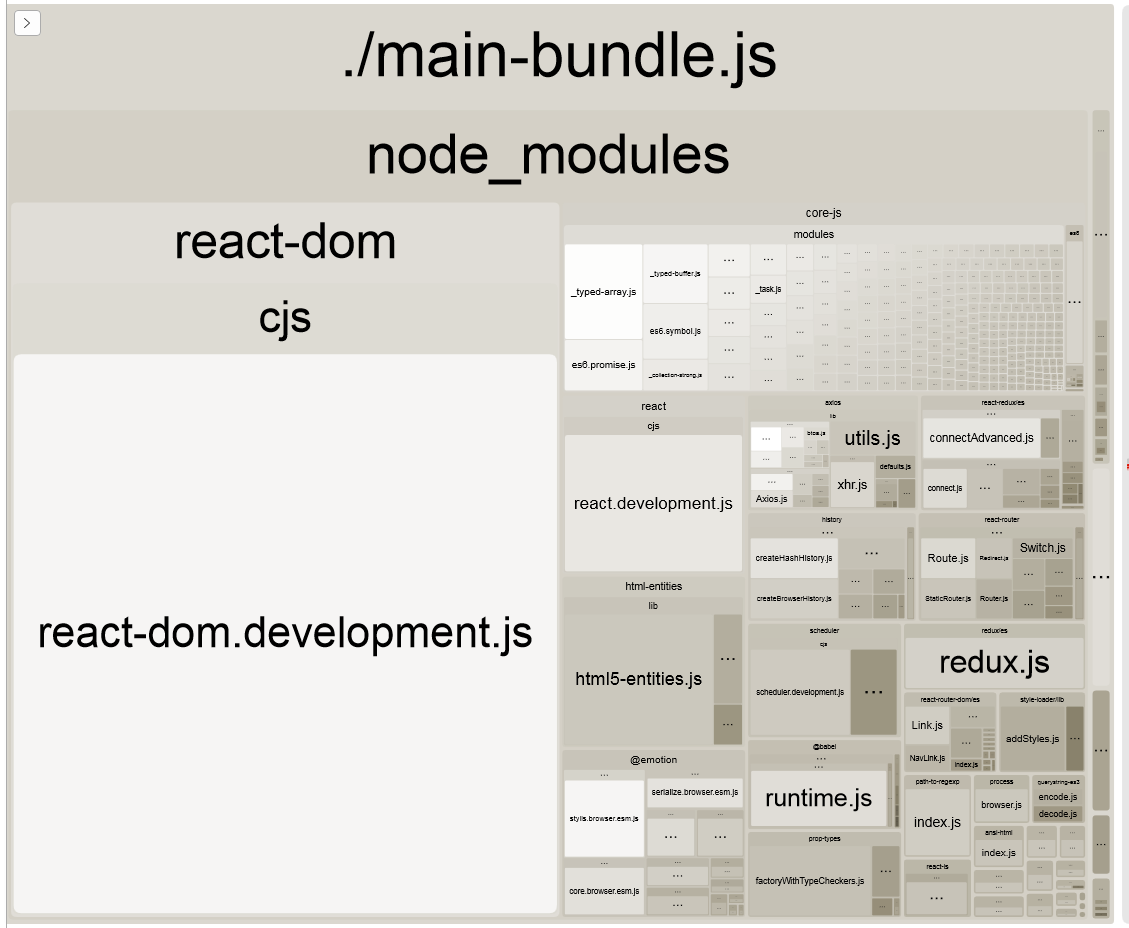 ./main-bundle.js
node_modules
react-dom
cjs
react-dom.development.js
core-js
modules
es6
_typed-array.js
_typed-buffer.js
_task.js
es6.symbol.js
es6.promise.js
_collection-strong.js
react
cjs
react.development.js
html-entities
lib
html5-entities.js
@emotion
stylis.browser.esm.js
serialize.browser.esm.js
core.browser.esm.js
axios
lib
btoa.js
utils.js
defaults.js
xhr.js
Axios.js
react-redux/es
connectAdvanced.js
connect.js
history
createHashHistory.js
createBrowserHistory.js
react-router
Route.js
Redirect.js
Switch.js
StaticRouter.js
Router.js
scheduler
cjs
scheduler.development.js
redux/es
redux.js
react-router-dom/es
Link.js
NavLink.js
index.js
style-loader/lib
addStyles.js
@babel
runtime.js
prop-types
factoryWithTypeCheckers.js
path-to-regexp
index.js
process
browser.js
querystring-es3
encode.js
decode.js
ansi-html
index.js
react-is